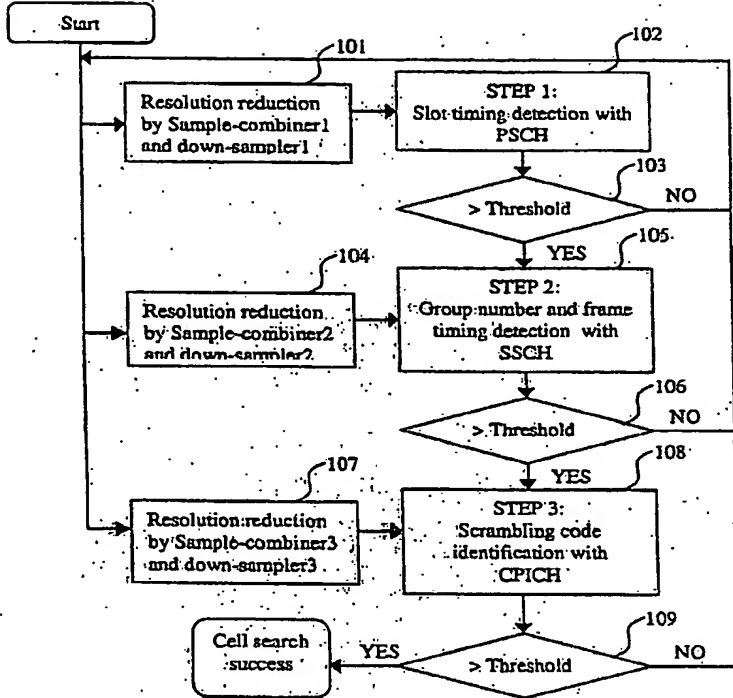 Start
101
102
Resolution reduction
by Sample-combiner1
and down-sampler1
STEP 1:
Slot timing detection with
PSCH
103
> Threshold
NO
YES
104
105
Resolution reduction
by Sample-combiner2
and down-sampler2
STEP 2:
Group number and frame
timing detection with
SSCH
106
> Threshold
NO
YES
107
108
Resolution reduction
by Sample-combiner3
and down-sampler3
STEP 3:
Scrambling code
identification with
CPICH
109
Cell search
success
YES
> Threshold
NO